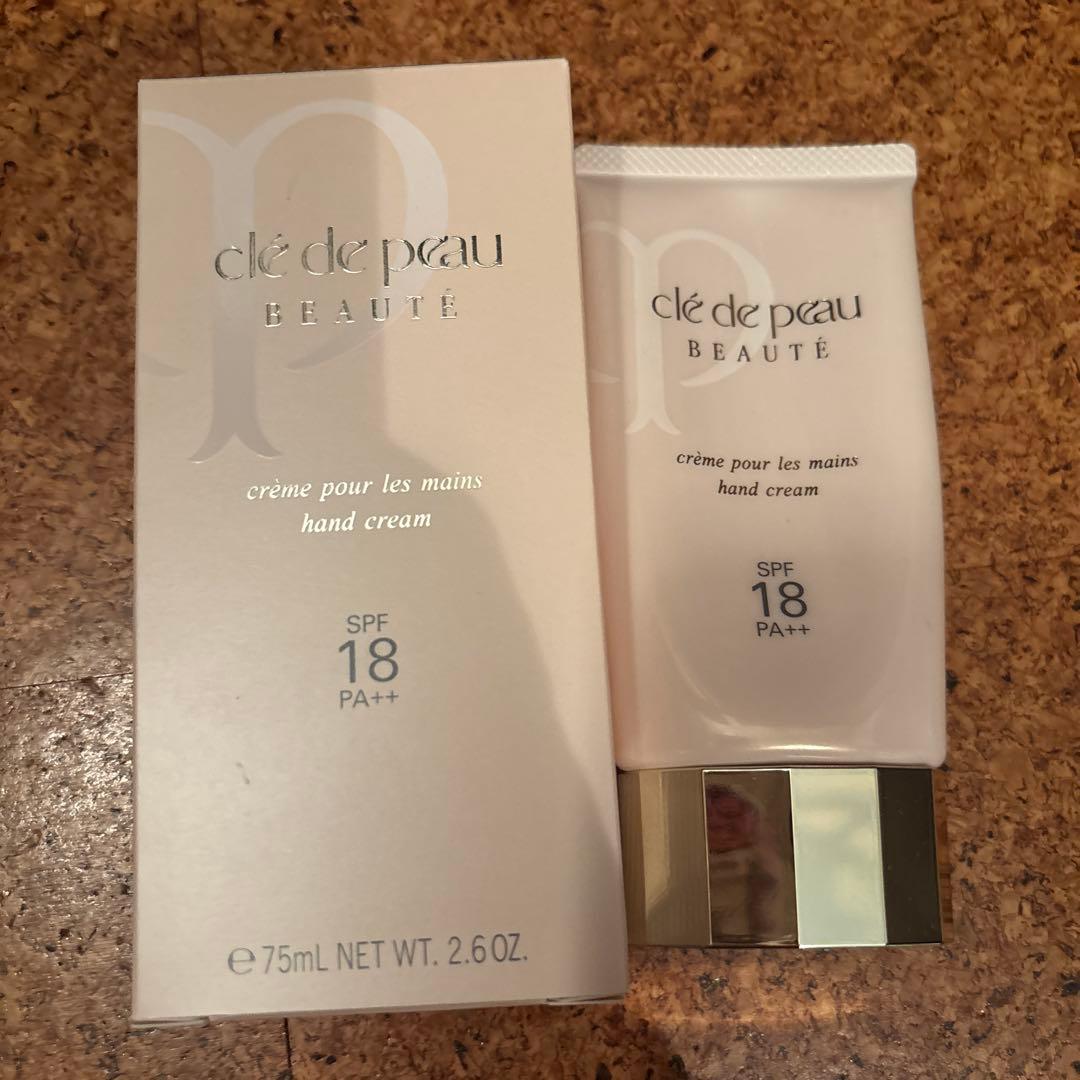 clé de peau
BEAUTÉ
crème pour les mains
hand cream
SPF
18
PA++
℮ 75mL NET WT. 2.6 OZ.
clé de peau
BEAUTÉ
crème pour les mains
hand cream
SPF
18
PA++